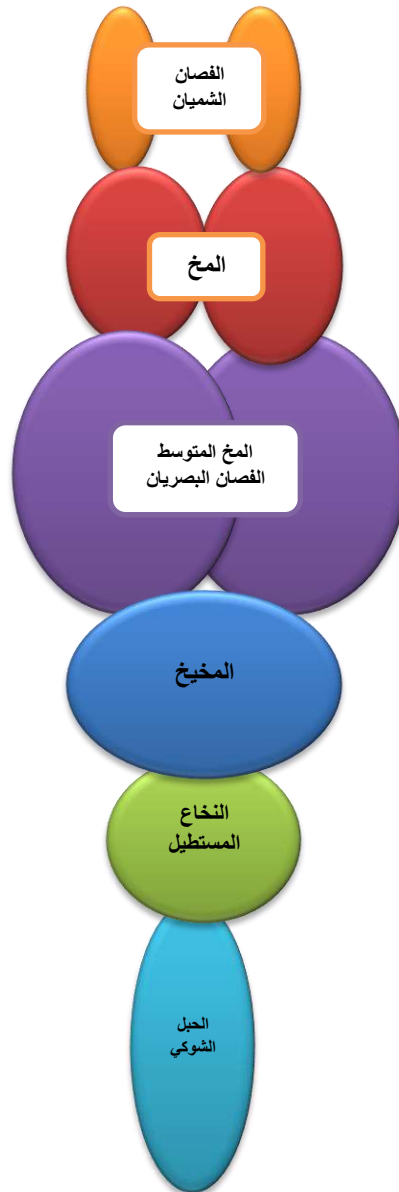 الفصان
الشميان
المخ
المخ المتوسط
الفصان البصريان
المخيخ
النخاع
المستطيل
الحبل
الشوكي